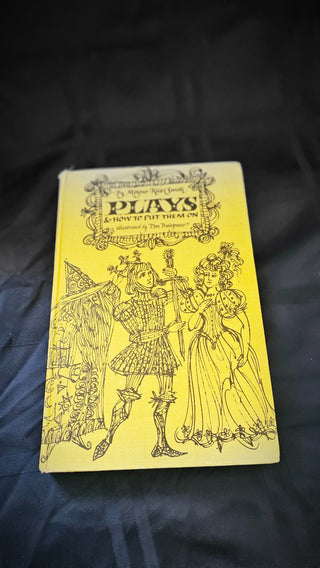 by Moyne Rice Smith
PLAYS
& HOW TO PUT THEM ON
illustrated by Don Bolognese